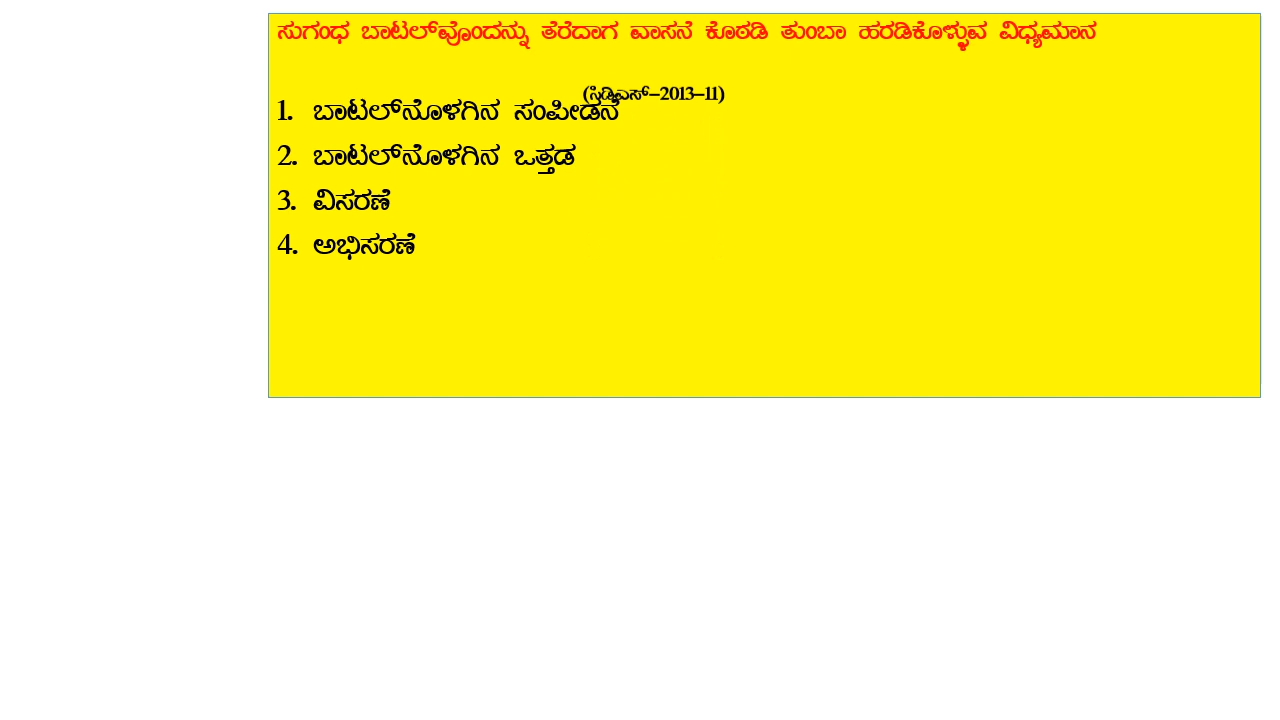 ಸುಗಂಧ ಬಾಟಲ್‌ವೊಂದನ್ನು ತೆರೆದಾಗ ವಾಸನೆ ಕೊಠಡಿ ತುಂಬಾ ಹರಡಿಕೊಳ್ಳುವ ವಿಧ್ಯಮಾನ
(ಸಿಡಿಎಸ್–2013–11)
1. ಬಾಟಲ್‌ನೊಳಗಿನ ಸಂಪೀಡನೆ
2. ಬಾಟಲ್‌ನೊಳಗಿನ ಒತ್ತಡ
3. ವಿಸರಣೆ
4. ಅಭಿಸರಣೆ